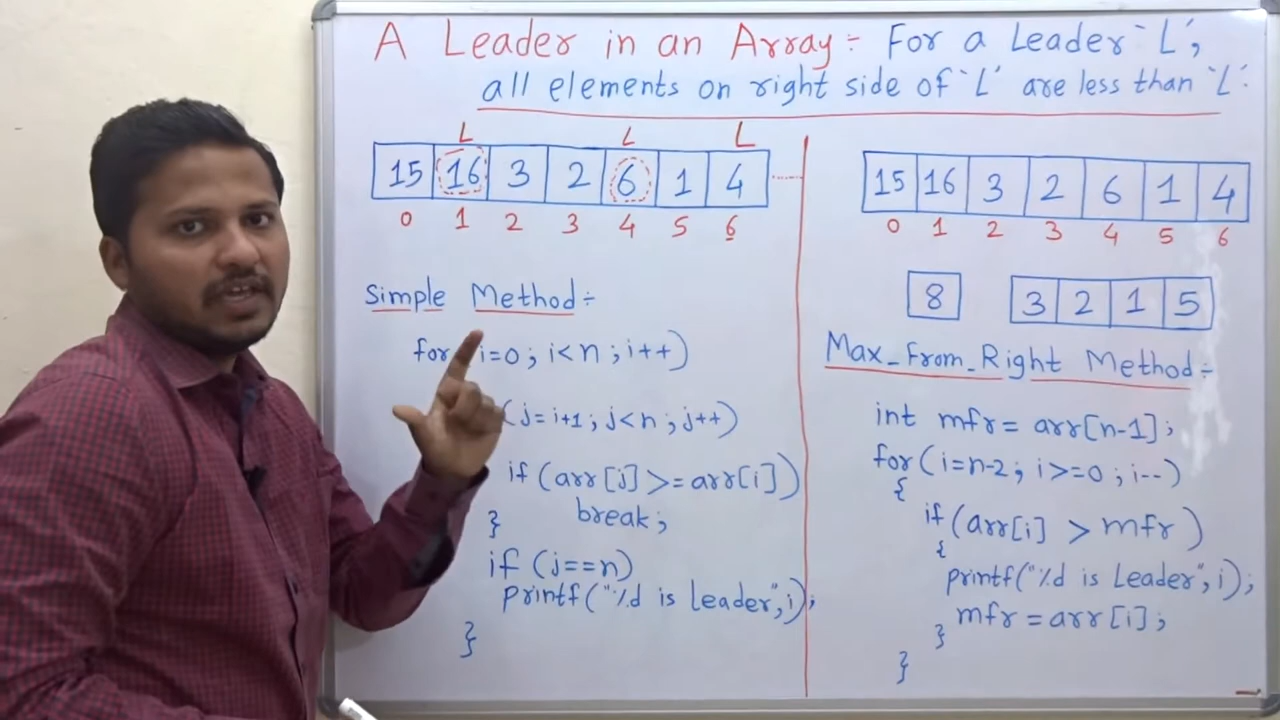 A Leader in an Array:- For a Leader `L',
all elements on right side of `L' are less than `L'.
L L L
15 16 3 2 6 1 4
0 1 2 3 4 5 6
Simple Method:-
for i=0; i<n; i++)
(j=i+1; j<n; j++)
if (arr[j] >= arr[i])
break;
}
if (j==n)
printf("%d is leader", i);
}
15 16 3 2 6 1 4
0 1 2 3 4 5 6
8 3 2 1 5
Max_From_Right Method:-
int mfr = arr[n-1];
for(i=n-2; i>=0; i--)
{
if (arr[i] > mfr)
{
printf("%d is Leader", i);
mfr = arr[i];
}
}